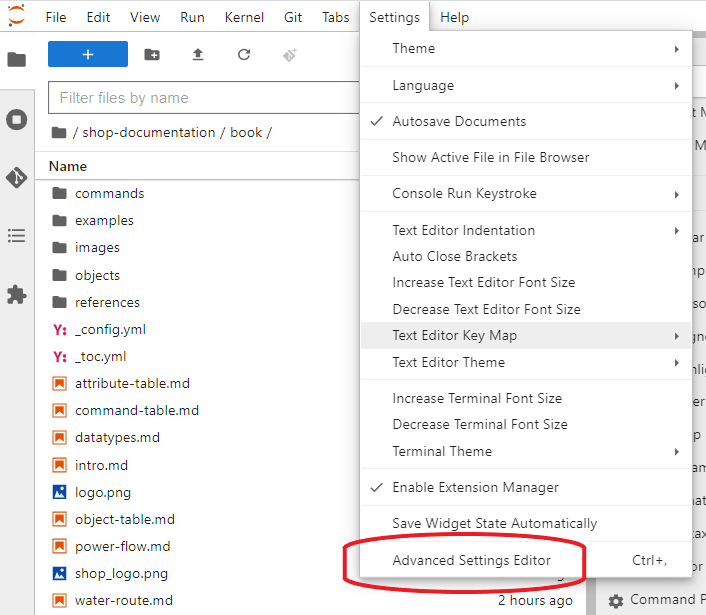 File Edit View Run Kernel Git Tabs Settings Help
Filter files by name
/ shop-documentation / book /
Name
commands
examples
images
objects
references
Y: _config.yml
Y: _toc.yml
attribute-table.md
command-table.md
datatypes.md
intro.md
logo.png
object-table.md
power-flow.md
shop_logo.png
water-route.md
2 hours ago
Theme
Language
Autosave Documents
Show Active File in File Browser
Console Run Keystroke
Text Editor Indentation
Auto Close Brackets
Increase Text Editor Font Size
Decrease Text Editor Font Size
Text Editor Key Map
Text Editor Theme
Increase Terminal Font Size
Decrease Terminal Font Size
Terminal Theme
Enable Extension Manager
Save Widget State Automatically
Advanced Settings Editor Ctrl+,
Command P